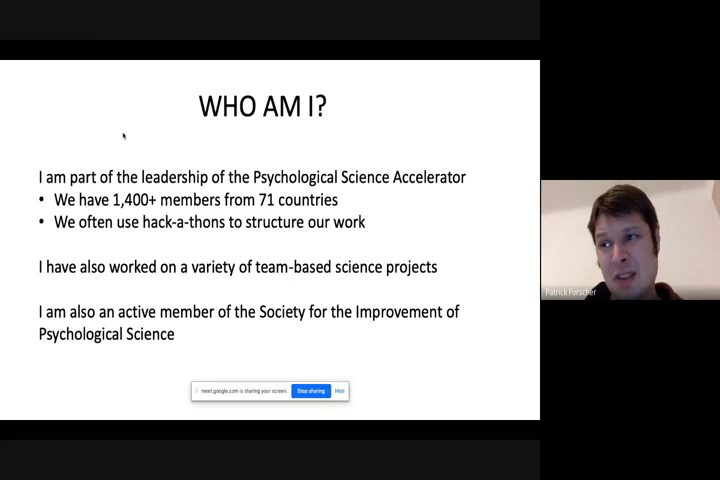 WHO AM I?
I am part of the leadership of the Psychological Science Accelerator
• We have 1,400+ members from 71 countries
• We often use hack-a-thons to structure our work
I have also worked on a variety of team-based science projects
I am also an active member of the Society for the Improvement of
Psychological Science
meet.google.com is sharing your screen. Stop sharing Hide
Patrick Forscher